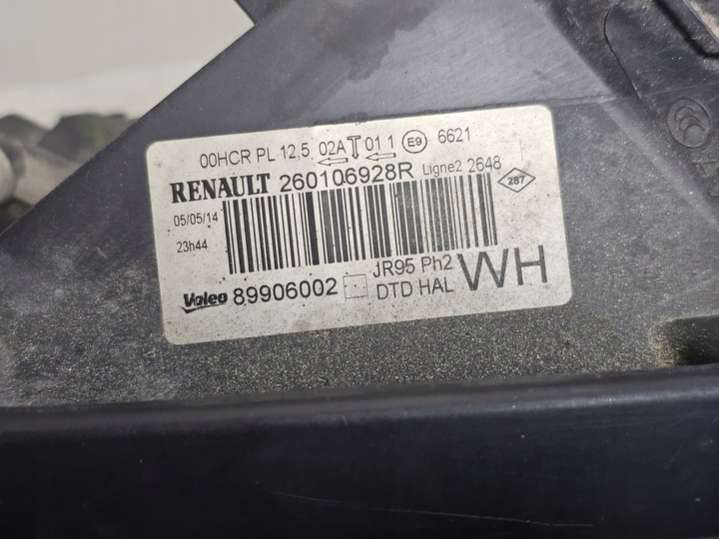 00HCR PL 12,5 02A 01 1 E9 6621
RENAULT 260106928R Ligne2 2648
287
05/05/14
23h44
JR95 Ph2 WH
Valeo 89906002 DTD HAL